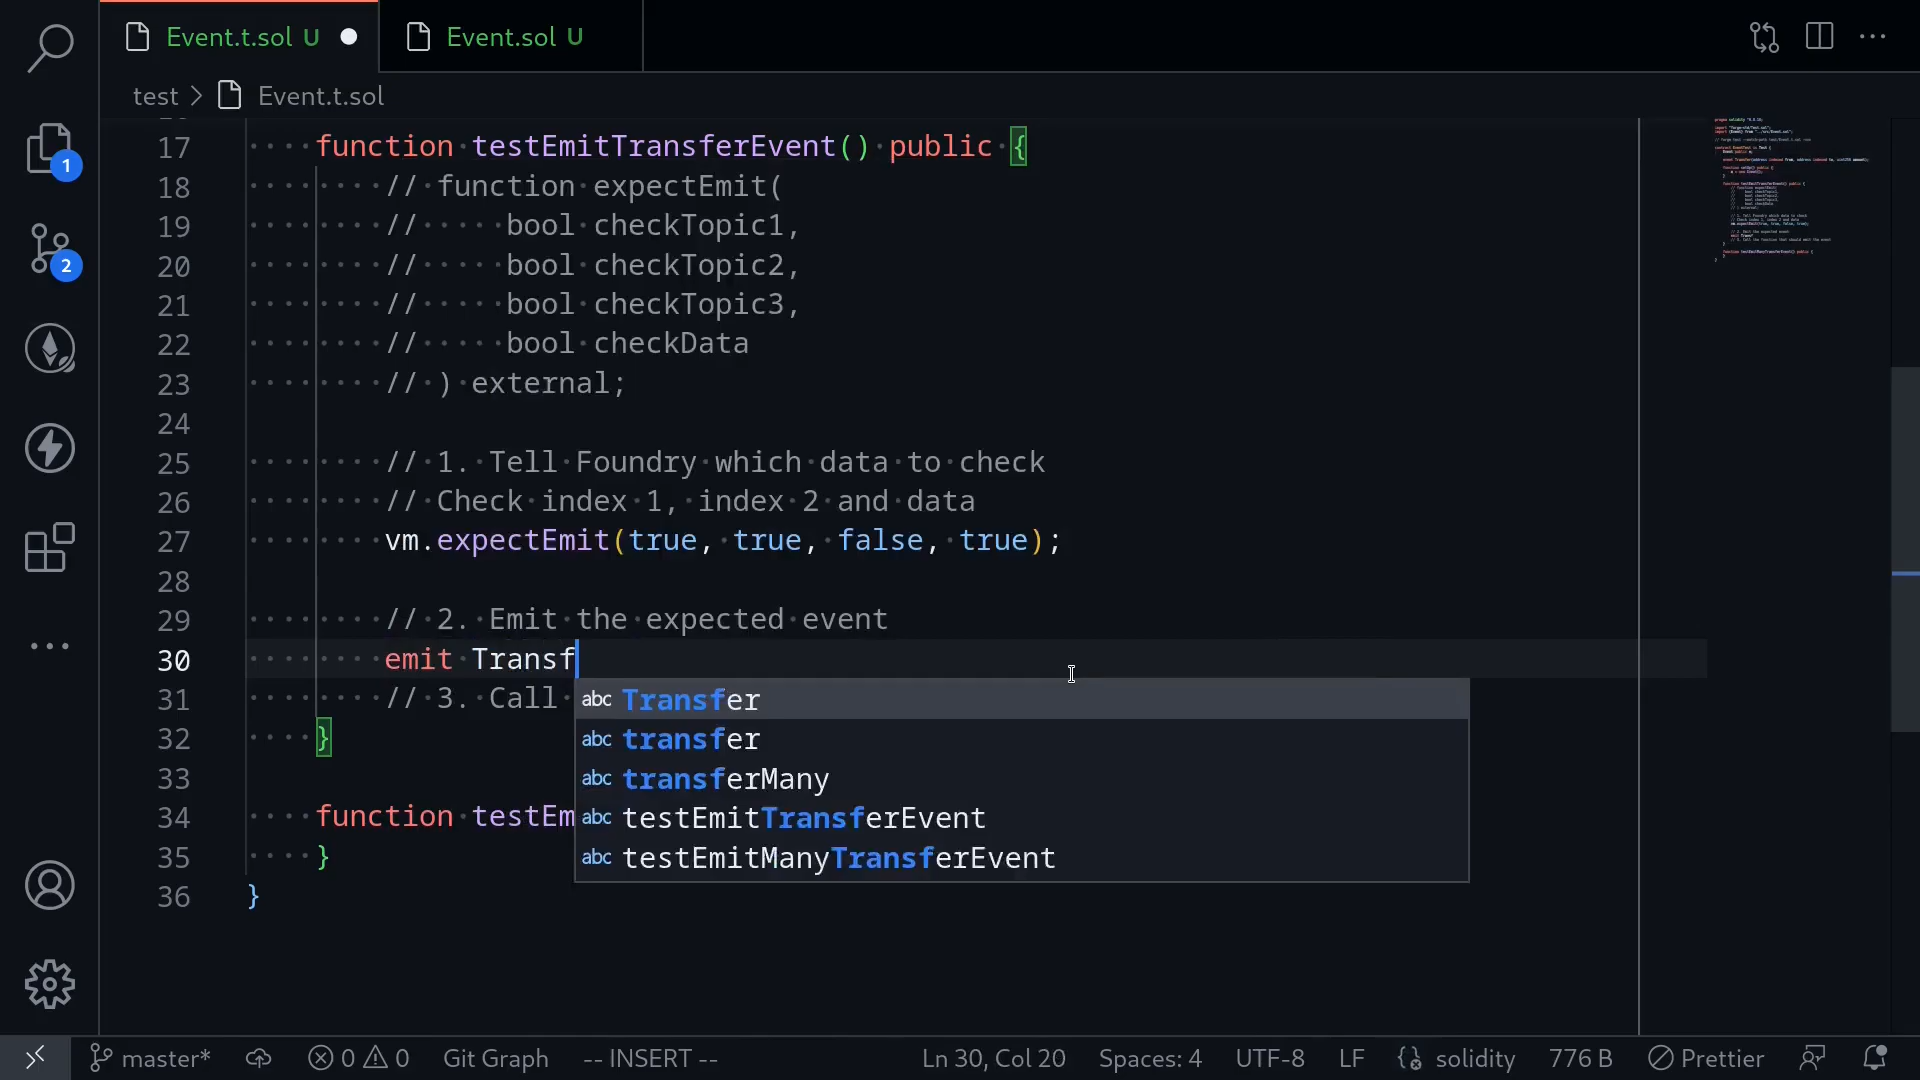 Event.t.sol U
Event.sol U
test > Event.t.sol
1
2
17 function testEmitTransferEvent() public {
18 // function expectEmit(
19 // bool checkTopic1,
20 // bool checkTopic2,
21 // bool checkTopic3,
22 // bool checkData
23 // ) external;
24
25 // 1. Tell Foundry which data to check
26 // Check index 1, index 2 and data
27 vm.expectEmit(true, true, false, true);
28
29 // 2. Emit the expected event
30 emit Transf
31 // 3. Call
abc Transfer
32 }
abc transfer
33
abc transferMany
34 function testEm
abc testEmitTransferEvent
35 }
abc testEmitManyTransferEvent
36 }
master* 0 0 Git Graph -- INSERT -- Ln 30, Col 20 Spaces: 4 UTF-8 LF solidity 776 B Prettier